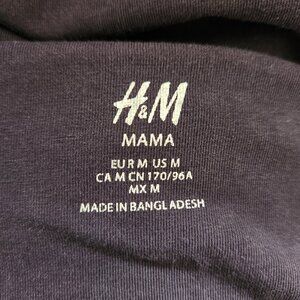 H&M
MAMA
EUR M US M
CA M CN 170/96A
MX M
MADE IN BANGLADESH